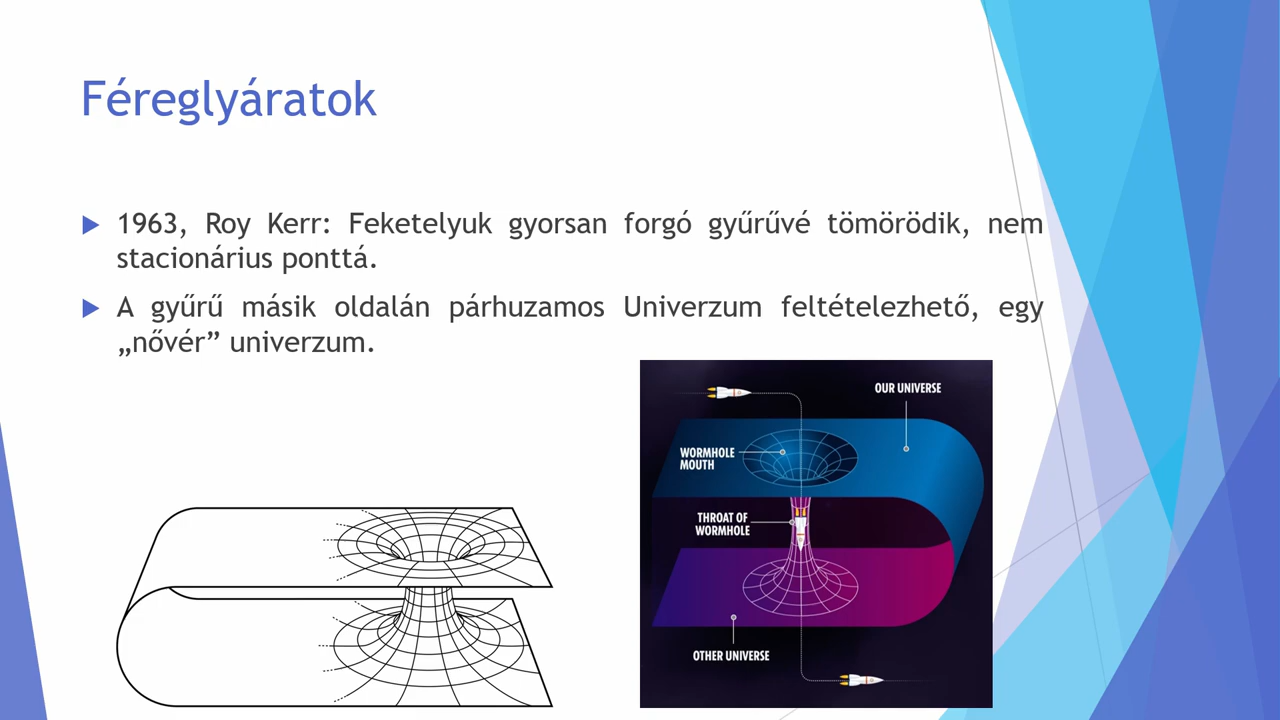 Féreglyáratok
1963, Roy Kerr: Feketelyuk gyorsan forgó gyűrűvé tömörödik, nem
stacionárius ponttá.
A gyűrű másik oldalán párhuzamos Univerzum feltételezhető, egy
„nővér” univerzum.
OUR UNIVERSE
WORMHOLE
MOUTH
THROAT OF
WORMHOLE
OTHER UNIVERSE